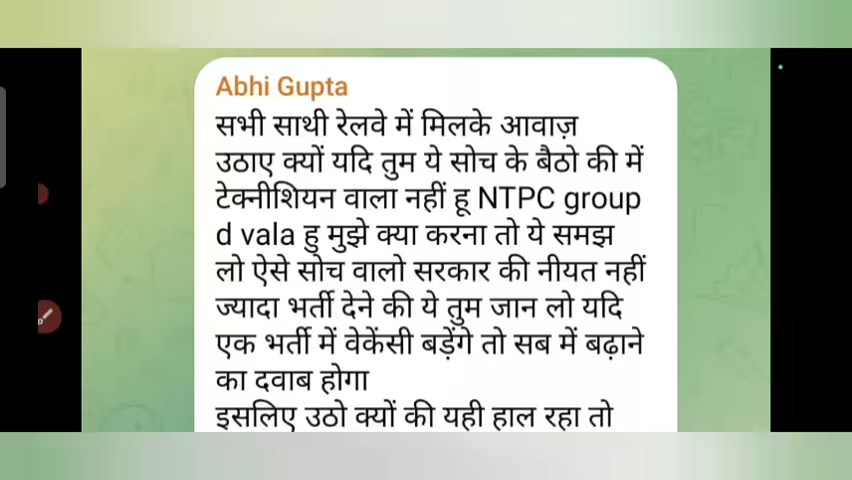 Abhi Gupta
सभी साथी रेलवे में मिलके आवाज़
उठाए क्यों यदि तुम ये सोच के बैठो की में
टेक्नीशियन वाला नहीं हू NTPC group
d vala हु मुझे क्या करना तो ये समझ
लो ऐसे सोच वालो सरकार की नीयत नहीं
ज्यादा भर्ती देने की ये तुम जान लो यदि
एक भर्ती में वेकेंसी बड़ेंगे तो सब में बढ़ाने
का दवाब होगा
इसलिए उठो क्यों की यही हाल रहा तो